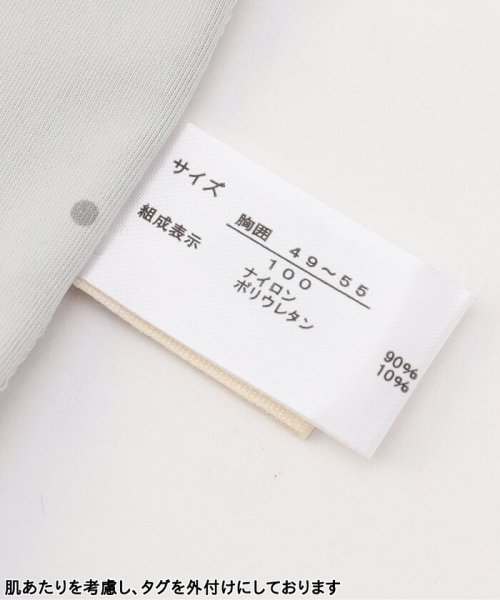 サイズ
胸囲 49～55
100
組成表示
ナイロン 90%
ポリウレタン 10%
肌あたりを考慮し、タグを外付けにしております